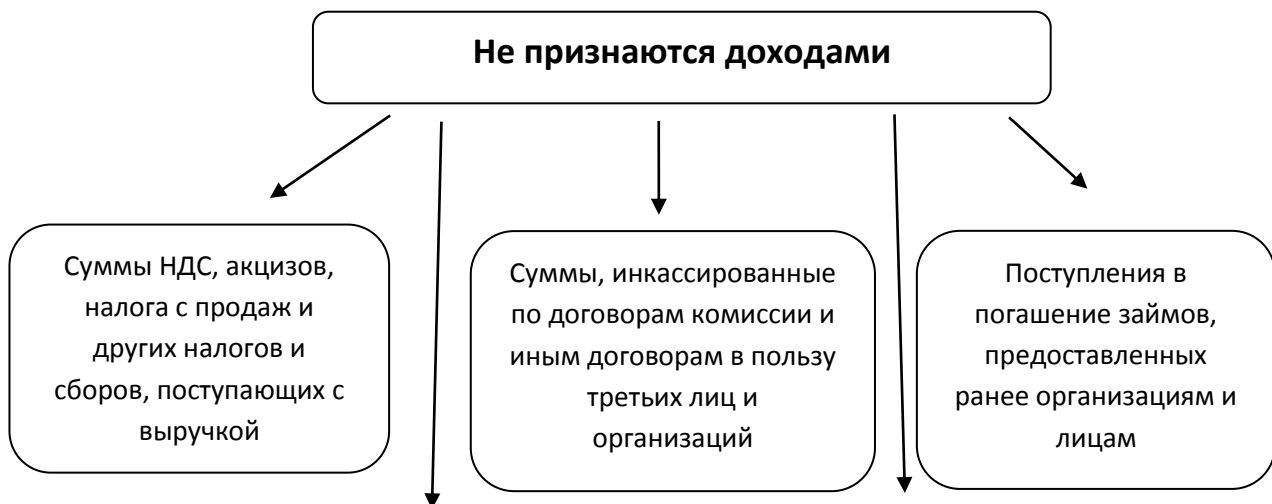 Не признаются доходами
Суммы НДС, акцизов,
налога с продаж и
других налогов и
сборов, поступающих с
выручкой
Суммы, инкассированные
по договорам комиссии и
иным договорам в пользу
третьих лиц и
организаций
Поступления в
погашение займов,
предоставленных
ранее организациям и
лицам